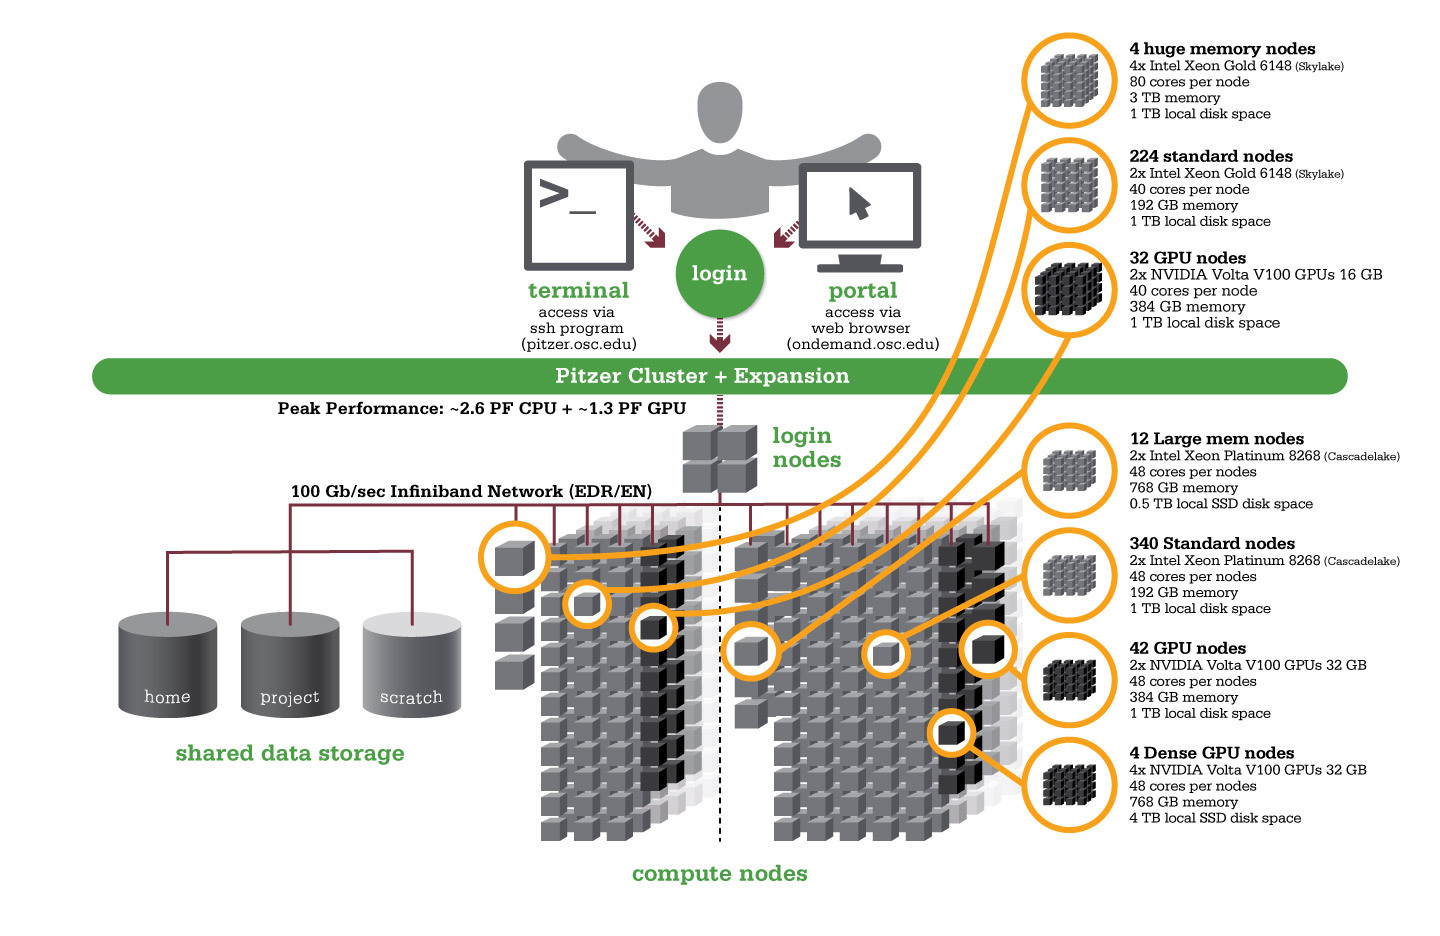 >_
login
terminal
access via
ssh program
(pitzer.osc.edu)
portal
access via
web browser
(ondemand.osc.edu)
Pitzer Cluster + Expansion
Peak Performance: ~2.6 PF CPU + ~1.3 PF GPU
login
nodes
100 Gb/sec Infiniband Network (EDR/EN)
home
project
scratch
shared data storage
compute nodes
4 huge memory nodes
4x Intel Xeon Gold 6148 (Skylake)
80 cores per node
3 TB memory
1 TB local disk space
224 standard nodes
2x Intel Xeon Gold 6148 (Skylake)
40 cores per node
192 GB memory
1 TB local disk space
32 GPU nodes
2x NVIDIA Volta V100 GPUs 16 GB
40 cores per node
384 GB memory
1 TB local disk space
12 Large mem nodes
2x Intel Xeon Platinum 8268 (Cascadelake)
48 cores per nodes
768 GB memory
0.5 TB local SSD disk space
340 Standard nodes
2x Intel Xeon Platinum 8268 (Cascadelake)
48 cores per nodes
192 GB memory
1 TB local disk space
42 GPU nodes
2x NVIDIA Volta V100 GPUs 32 GB
48 cores per nodes
384 GB memory
1 TB local disk space
4 Dense GPU nodes
4x NVIDIA Volta V100 GPUs 32 GB
48 cores per nodes
768 GB memory
4 TB local SSD disk space